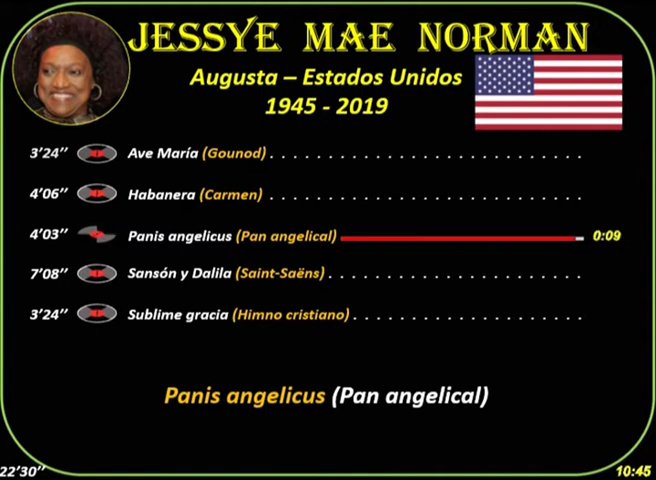 JESSYE MAE NORMAN
Augusta – Estados Unidos
1945 - 2019
3’24’’ Ave María (Gounod) . . . . . . . . . . . . . . . . . . . . . . . . . .
4’06’’ Habanera (Carmen) . . . . . . . . . . . . . . . . . . . . . . . . . .
4’03’’ Panis angelicus (Pan angelical) 0:09
7’08’’ Sansón y Dalila (Saint-Saëns) . . . . . . . . . . . . . . . . . . . . .
3’24’’ Sublime gracia (Himno cristiano) . . . . . . . . . . . . . . . . . . .
Panis angelicus (Pan angelical)
22’30’’ 10:45